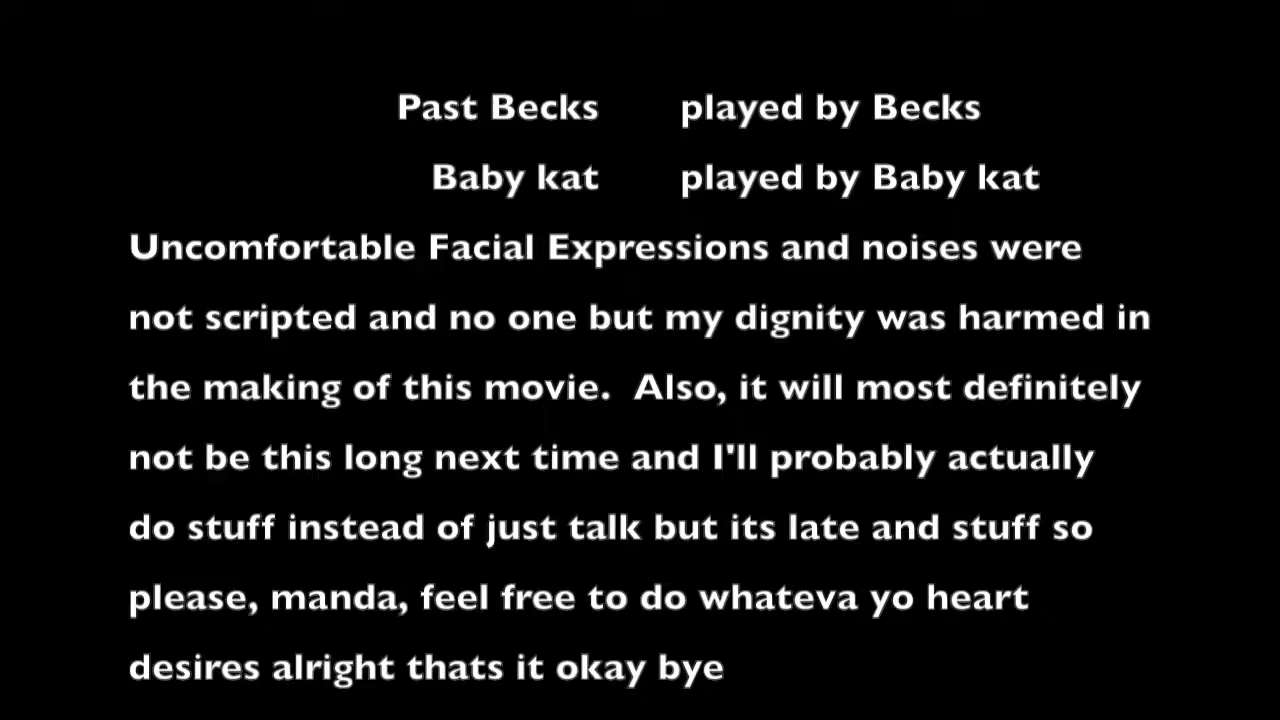 Past Becks played by Becks
Baby kat played by Baby kat
Uncomfortable Facial Expressions and noises were
not scripted and no one but my dignity was harmed in
the making of this movie.  Also, it will most definitely
not be this long next time and I'll probably actually
do stuff instead of just talk but its late and stuff so
please, manda, feel free to do whateva yo heart
desires alright thats it okay bye